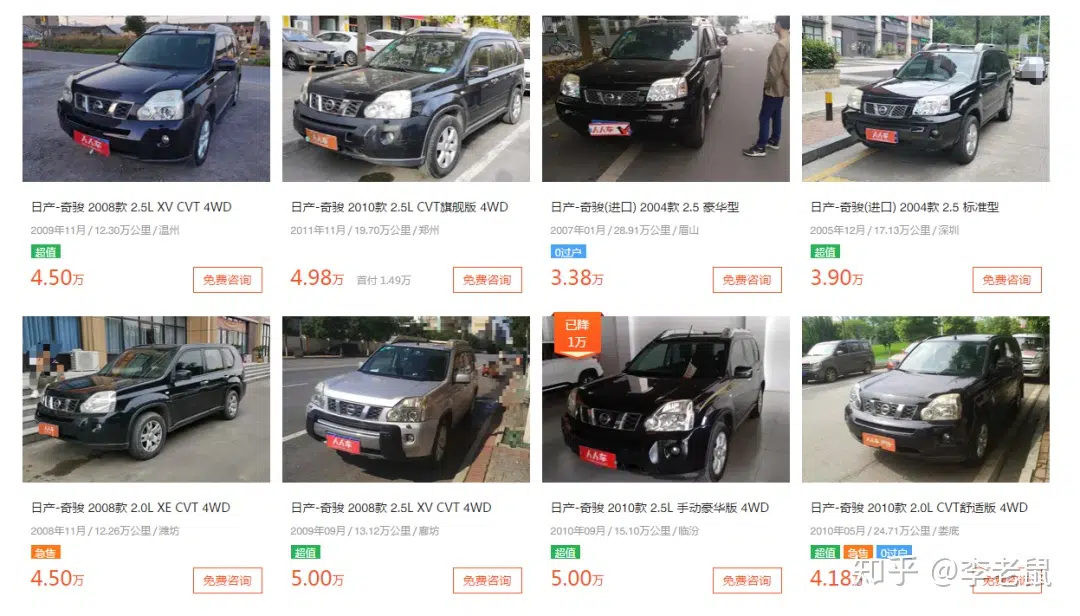 人人车
人人车
人人车
人人车
日产-奇骏 2008款 2.5L XV CVT 4WD
2009年11月 / 12.30万公里 / 温州
超值
4.50万 免费咨询
日产-奇骏 2010款 2.5L CVT旗舰版 4WD
2011年11月 / 19.70万公里 / 郑州
4.98万 首付 1.49万 免费咨询
日产-奇骏(进口) 2004款 2.5 豪华型
2007年01月 / 28.91万公里 / 眉山
0过户
3.38万 免费咨询
日产-奇骏(进口) 2004款 2.5 标准型
2005年12月 / 17.13万公里 / 深圳
超值
3.90万 免费咨询
人人车
人人车
已降
1万
人人车
人人车
日产-奇骏 2008款 2.0L XE CVT 4WD
2008年11月 / 12.26万公里 / 潍坊
急售
4.50万 免费咨询
日产-奇骏 2008款 2.5L XV CVT 4WD
2009年09月 / 13.12万公里 / 廊坊
超值
5.00万 免费咨询
日产-奇骏 2010款 2.5L 手动豪华版 4WD
2010年09月 / 15.10万公里 / 临汾
超值
5.00万 免费咨询
日产-奇骏 2010款 2.0L CVT舒适版 4WD
2010年05月 / 24.71万公里 / 娄底
超值 急售 0过户
4.18万 免费咨询
知乎 @李老鼠